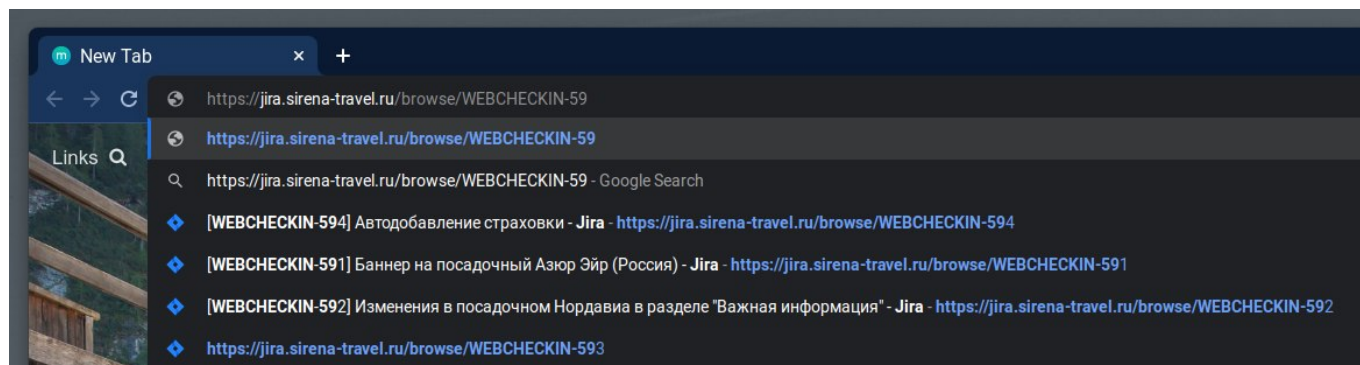 New Tab
https://jira.sirena-travel.ru/browse/WEBCHECKIN-59
Links
https://jira.sirena-travel.ru/browse/WEBCHECKIN-59
https://jira.sirena-travel.ru/browse/WEBCHECKIN-59 - Google Search
[WEBCHECKIN-594] Автодобавление страховки - Jira - https://jira.sirena-travel.ru/browse/WEBCHECKIN-594
[WEBCHECKIN-591] Баннер на посадочный Азюр Эйр (Россия) - Jira - https://jira.sirena-travel.ru/browse/WEBCHECKIN-591
[WEBCHECKIN-592] Изменения в посадочном Нордавиа в разделе "Важная информация" - Jira - https://jira.sirena-travel.ru/browse/WEBCHECKIN-592
https://jira.sirena-travel.ru/browse/WEBCHECKIN-593